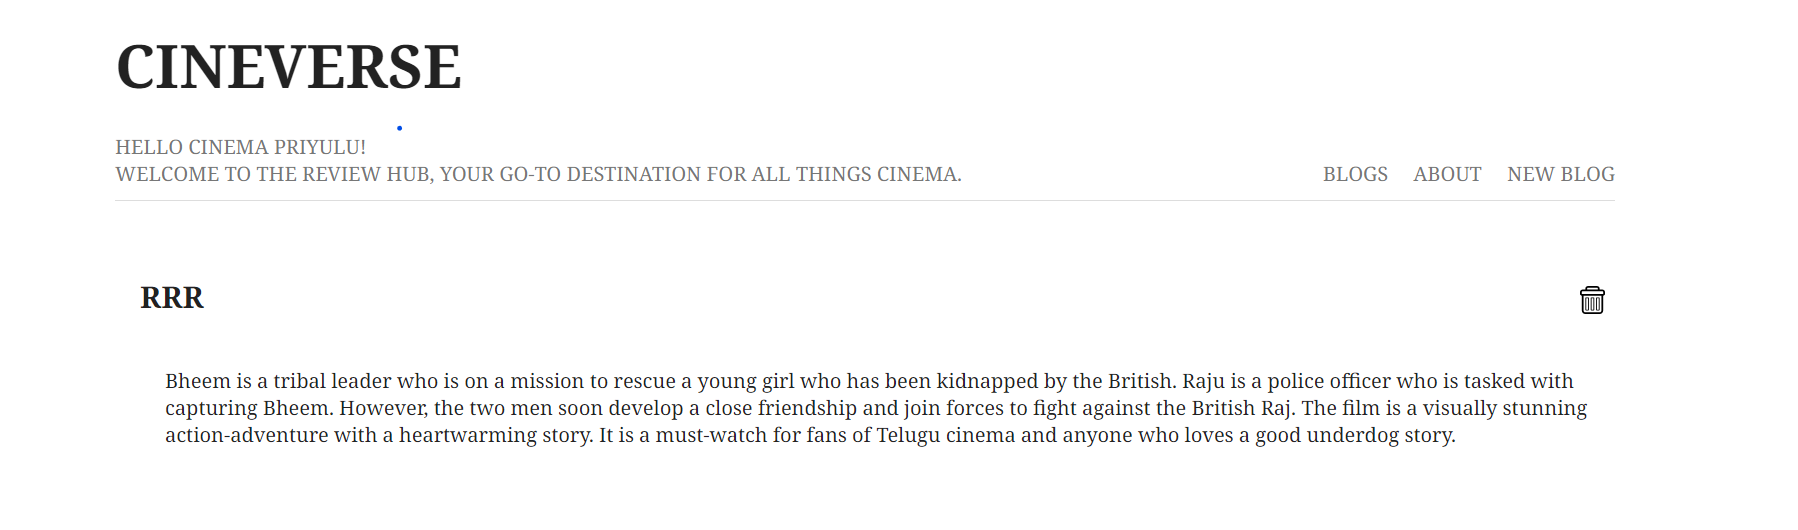 CINEVERSE
HELLO CINEMA PRIYULU!
WELCOME TO THE REVIEW HUB, YOUR GO-TO DESTINATION FOR ALL THINGS CINEMA.
BLOGS ABOUT NEW BLOG
RRR
Bheem is a tribal leader who is on a mission to rescue a young girl who has been kidnapped by the British. Raju is a police officer who is tasked with
capturing Bheem. However, the two men soon develop a close friendship and join forces to fight against the British Raj. The film is a visually stunning
action-adventure with a heartwarming story. It is a must-watch for fans of Telugu cinema and anyone who loves a good underdog story.